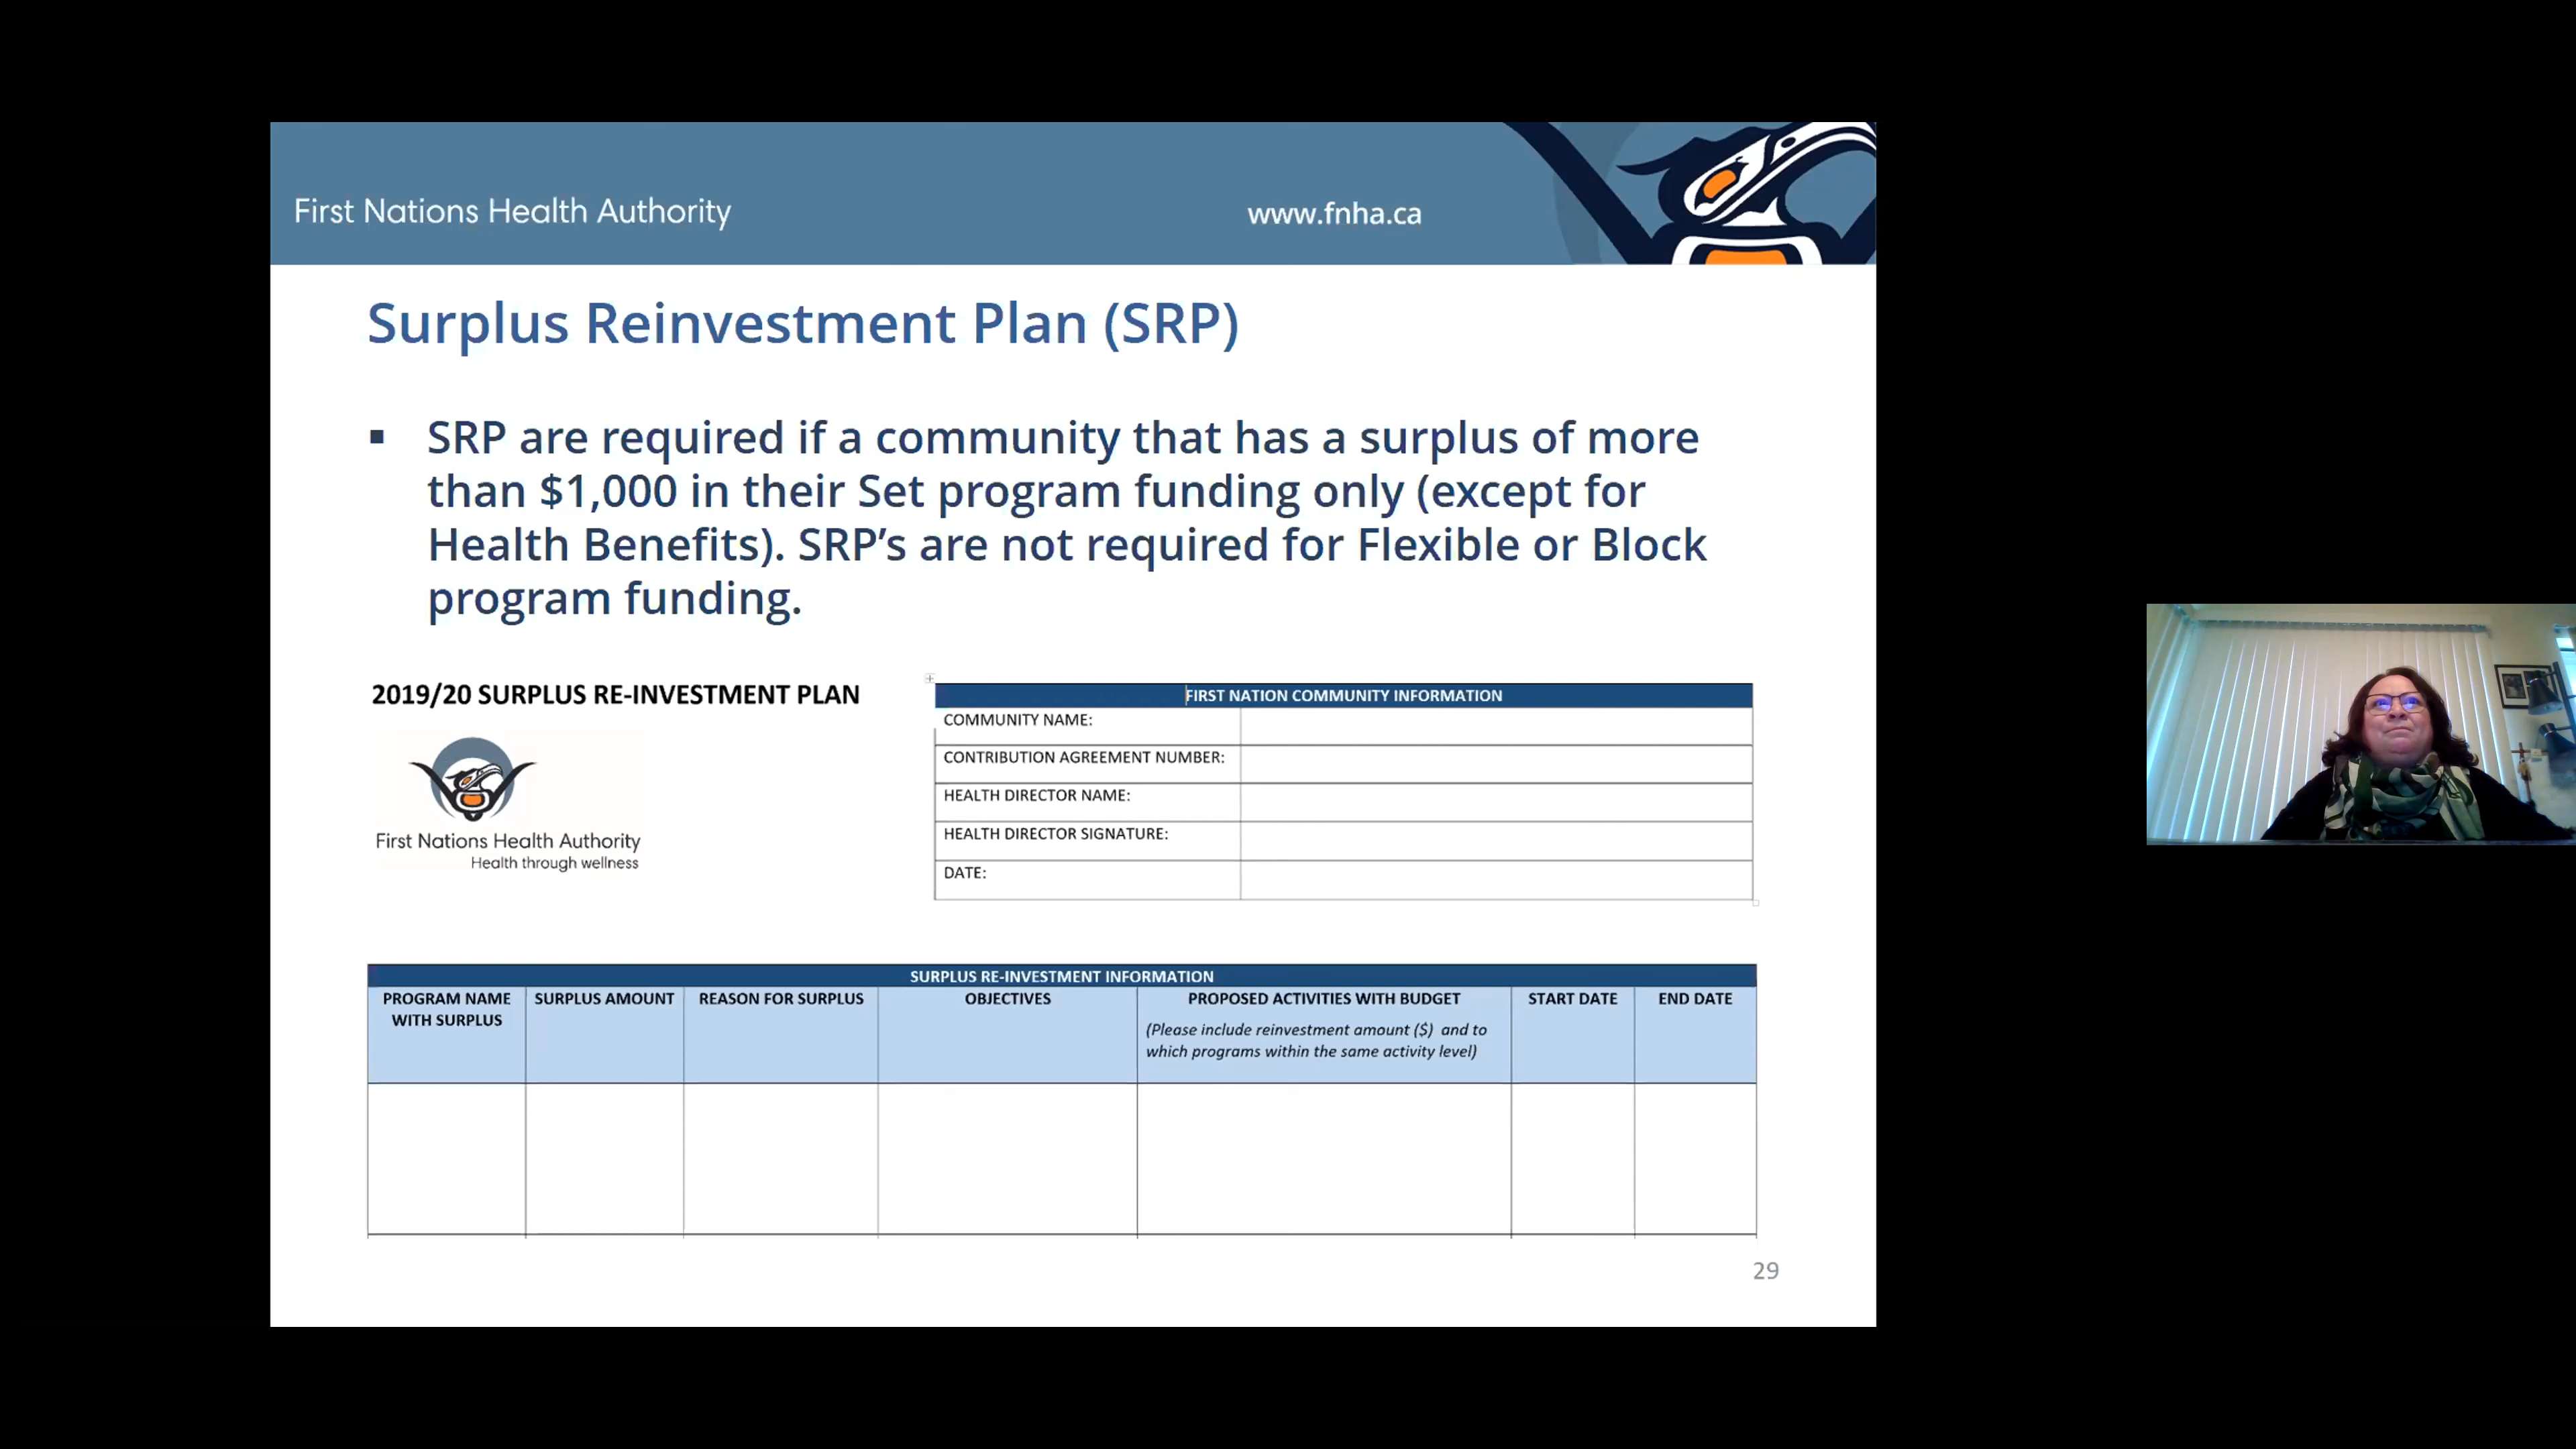 First Nations Health Authority
www.fnha.ca
Surplus Reinvestment Plan (SRP)
▪ SRP are required if a community that has a surplus of more
than $1,000 in their Set program funding only (except for
Health Benefits). SRP’s are not required for Flexible or Block
program funding.
2019/20 SURPLUS RE-INVESTMENT PLAN
First Nations Health Authority
Health through wellness
FIRST NATION COMMUNITY INFORMATION
COMMUNITY NAME:
CONTRIBUTION AGREEMENT NUMBER:
HEALTH DIRECTOR NAME:
HEALTH DIRECTOR SIGNATURE:
DATE:
SURPLUS RE-INVESTMENT INFORMATION
PROGRAM NAME
WITH SURPLUS
SURPLUS AMOUNT
REASON FOR SURPLUS
OBJECTIVES
PROPOSED ACTIVITIES WITH BUDGET
(Please include reinvestment amount ($) and to
which programs within the same activity level)
START DATE
END DATE
29